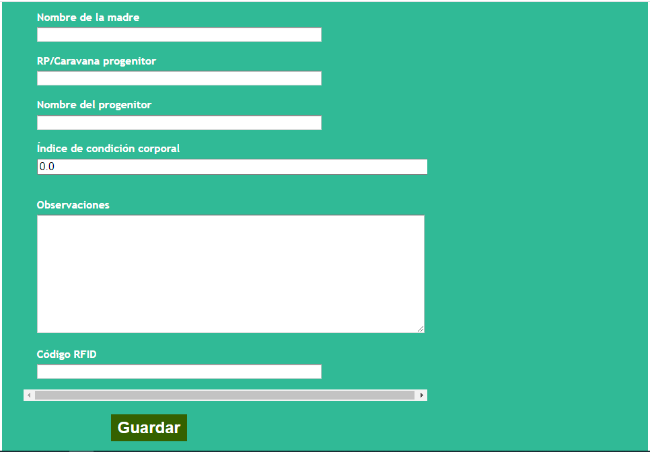 Nombre de la madre
RP/Caravana progenitor
Nombre del progenitor
Índice de condición corporal
0.0
Observaciones
Código RFID
Guardar